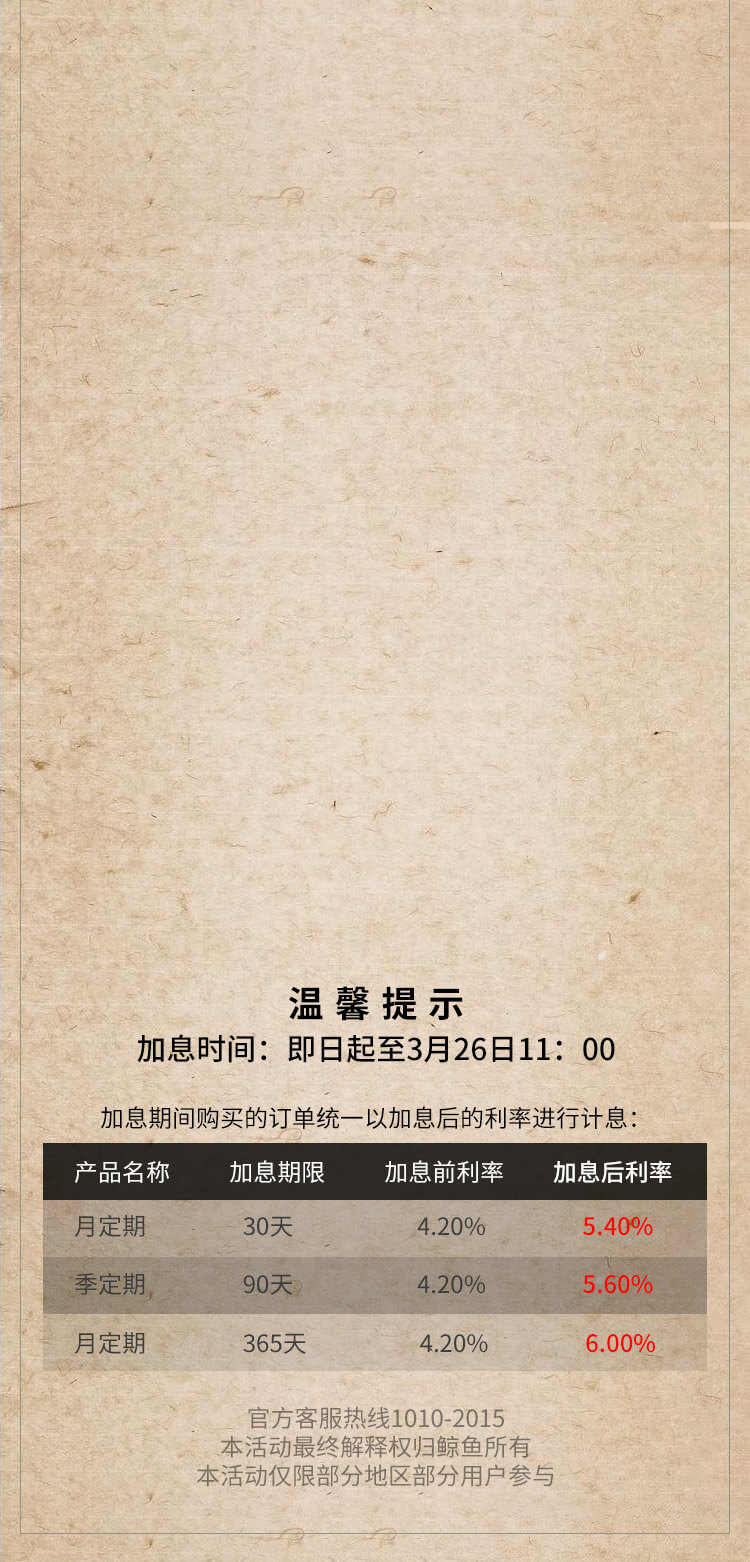 温馨提示
加息时间：即日起至3月26日11：00
加息期间购买的订单统一以加息后的利率进行计息：
产品名称 加息期限 加息前利率 加息后利率
月定期 30天 4.20% 5.40%
季定期 90天 4.20% 5.60%
月定期 365天 4.20% 6.00%
官方客服热线1010-2015
本活动最终解释权归鲸鱼所有
本活动仅限部分地区部分用户参与